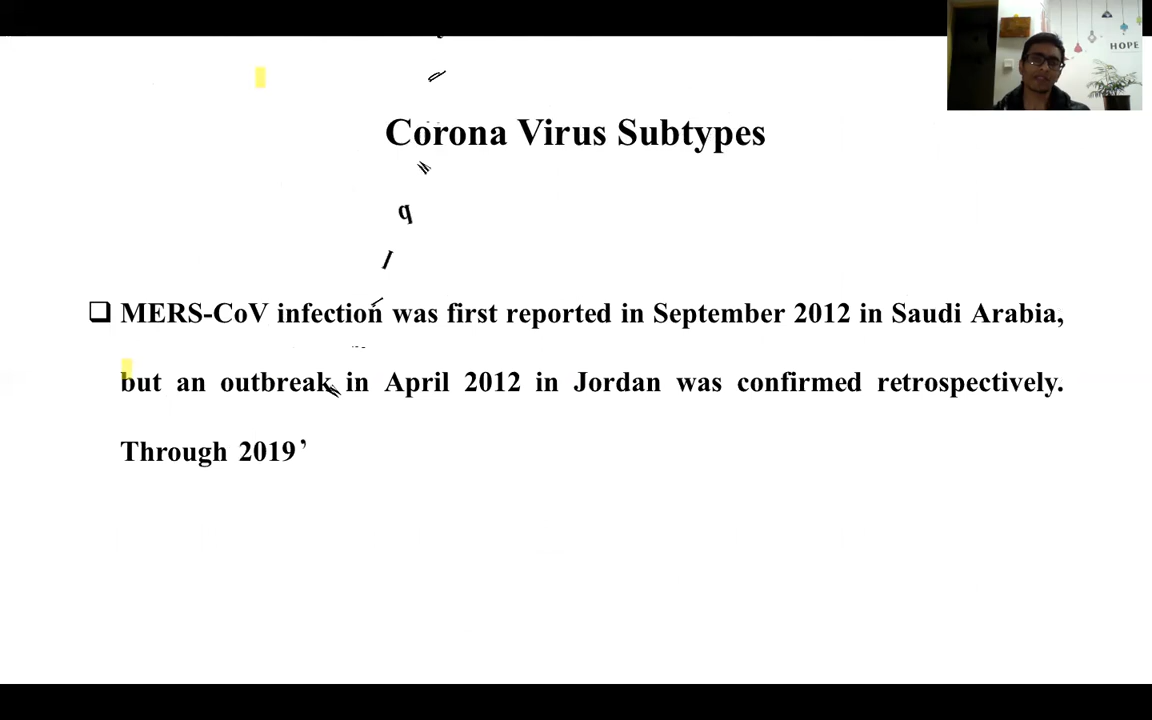 HOPE
Corona Virus Subtypes
q
❑ MERS-CoV infection was first reported in September 2012 in Saudi Arabia,
but an outbreak in April 2012 in Jordan was confirmed retrospectively.
Through 2019